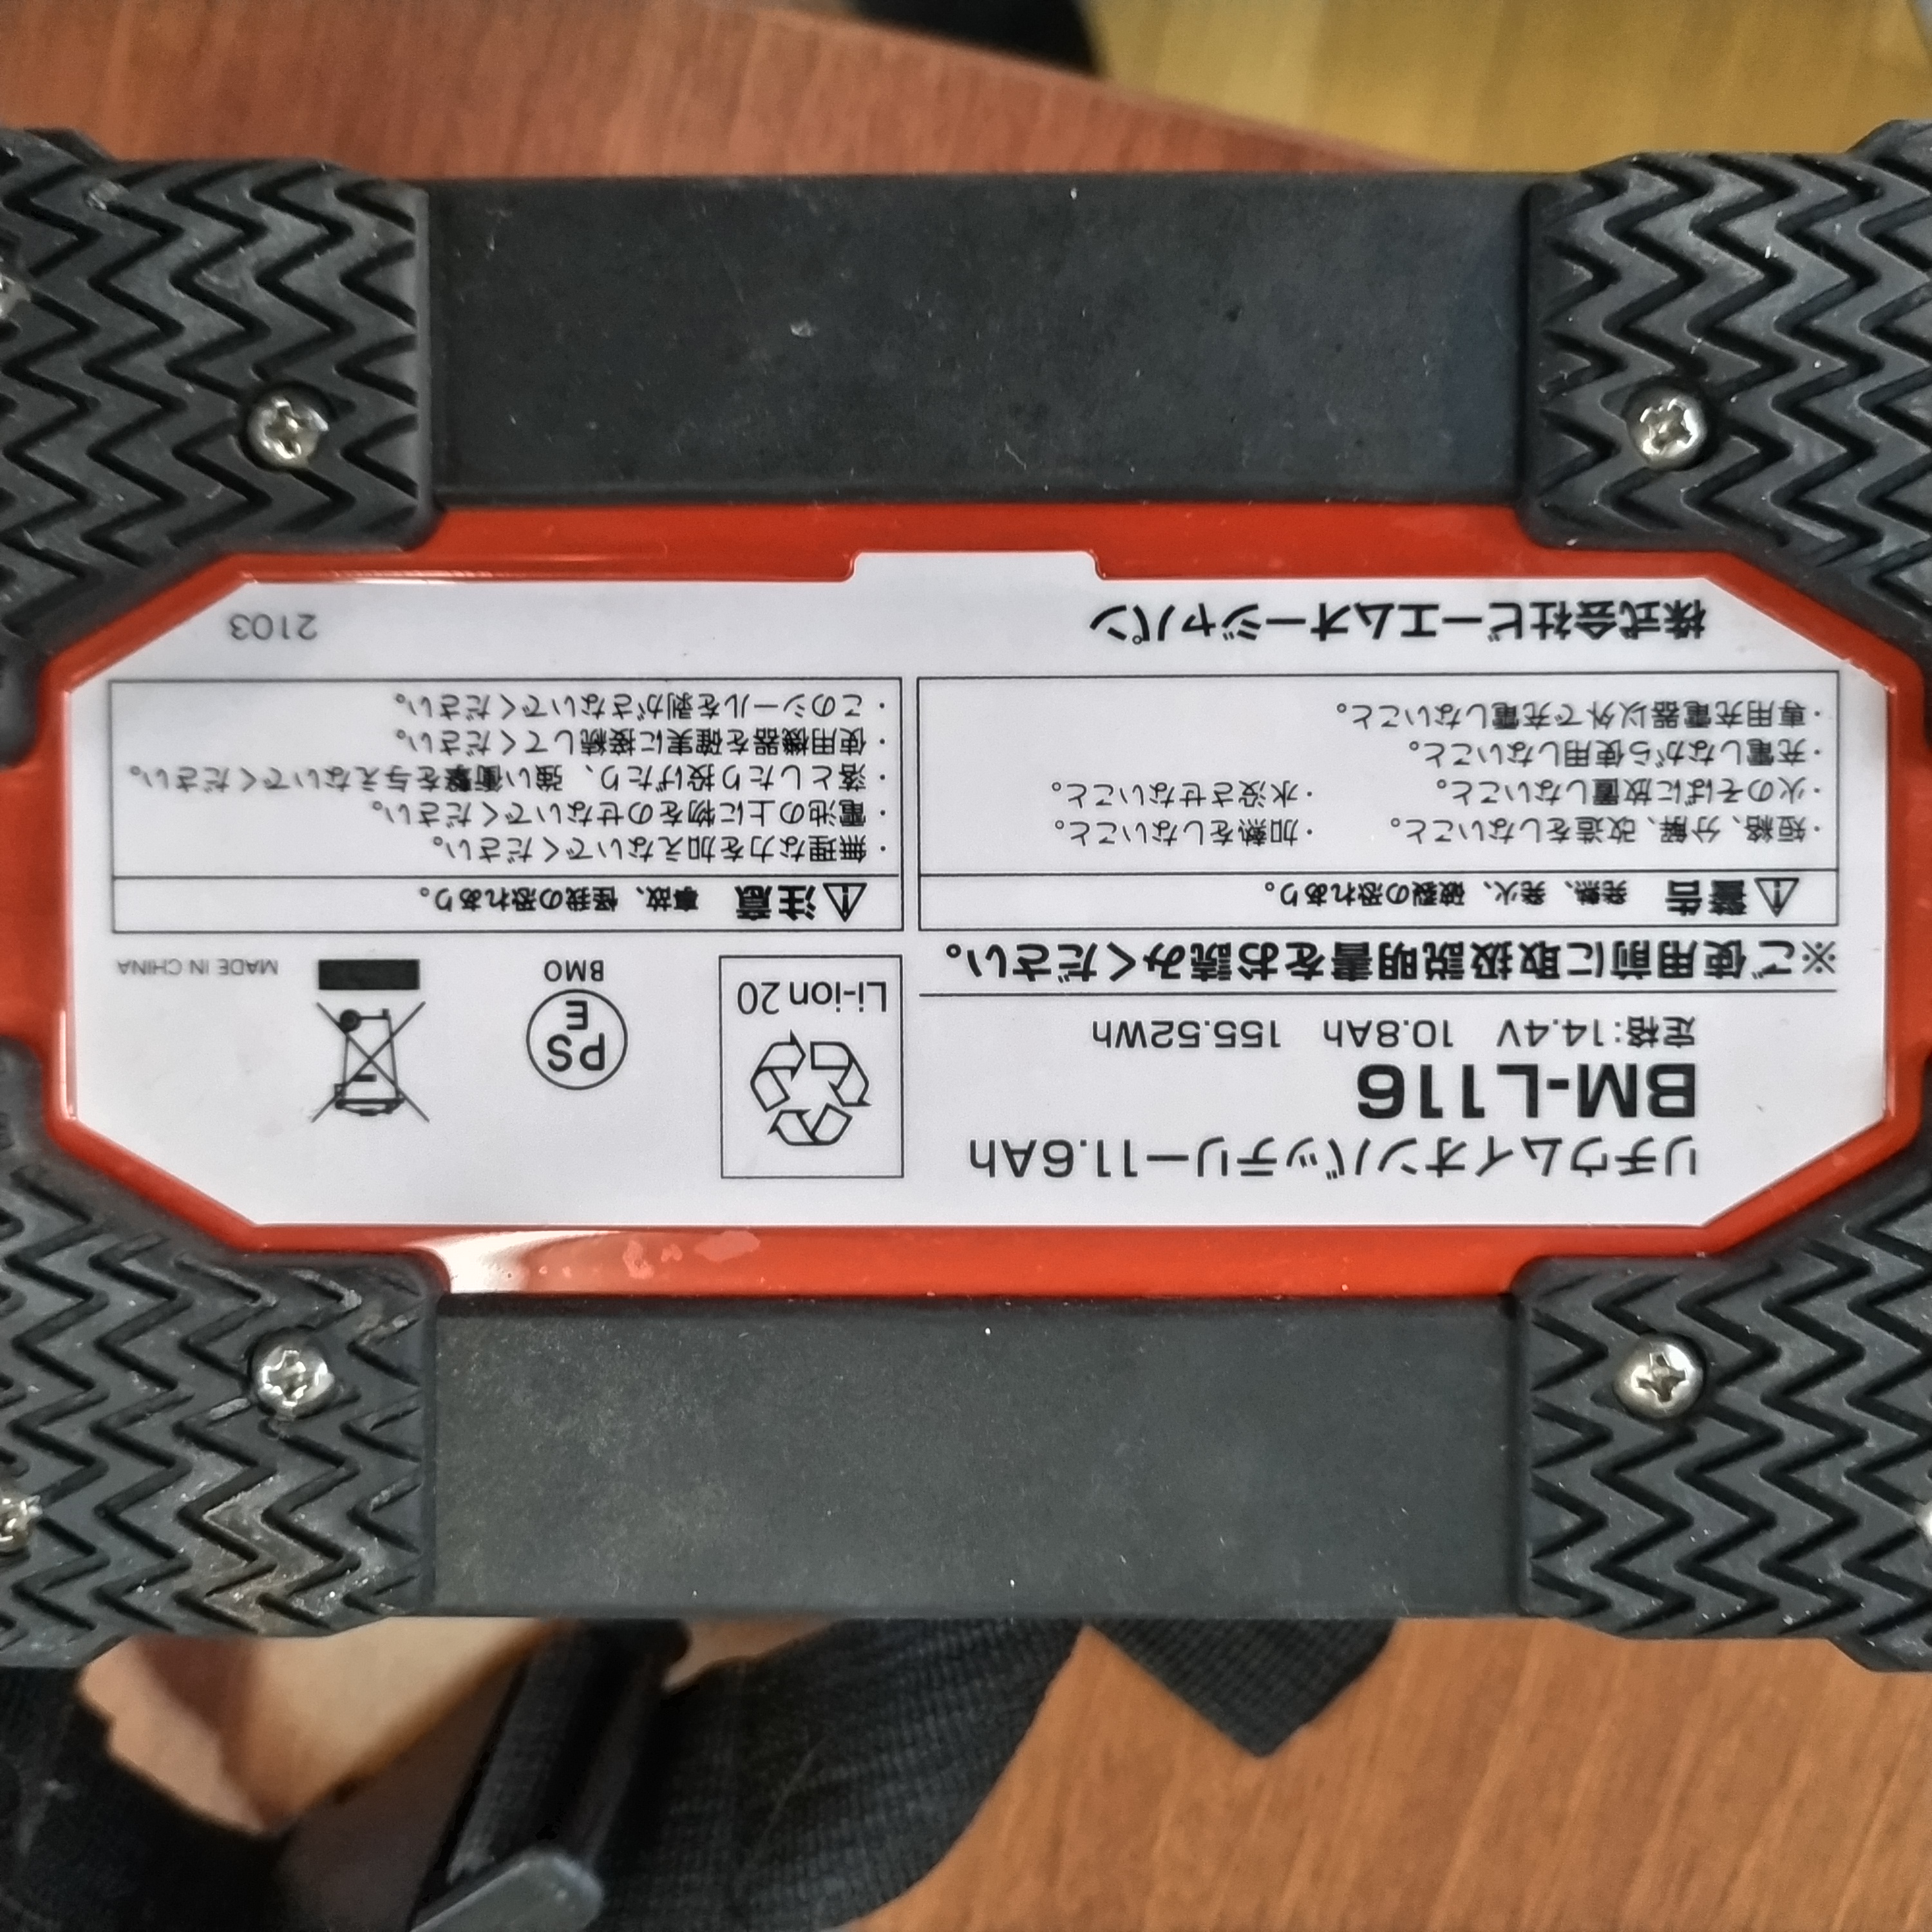 リチウムイオンバッテリー11.6Ah
BM-L116
定格:14.4V 10.8Ah 155.52Wh
※ご使用前に取扱説明書をお読みください。
警告 発熱、発火、破裂の恐れあり。
・短絡、分解、改造をしないこと。 ・加熱をしないこと。
・火のそばに放置しないこと。 ・水没させないこと。
・充電しながら使用しないこと。
・専用充電器以外で充電しないこと。
株式会社ビーエムオージャパン
Li-ion 20
PS
E
BMO
MADE IN CHINA
注意 事故、怪我の恐れあり。
・無理な力を加えないでください。
・電池の上に物をのせないでください。
・落としたり投げたり、強い衝撃を与えないでください。
・使用機器を確実に接続してください。
・このシールを剥がさないでください。
2103